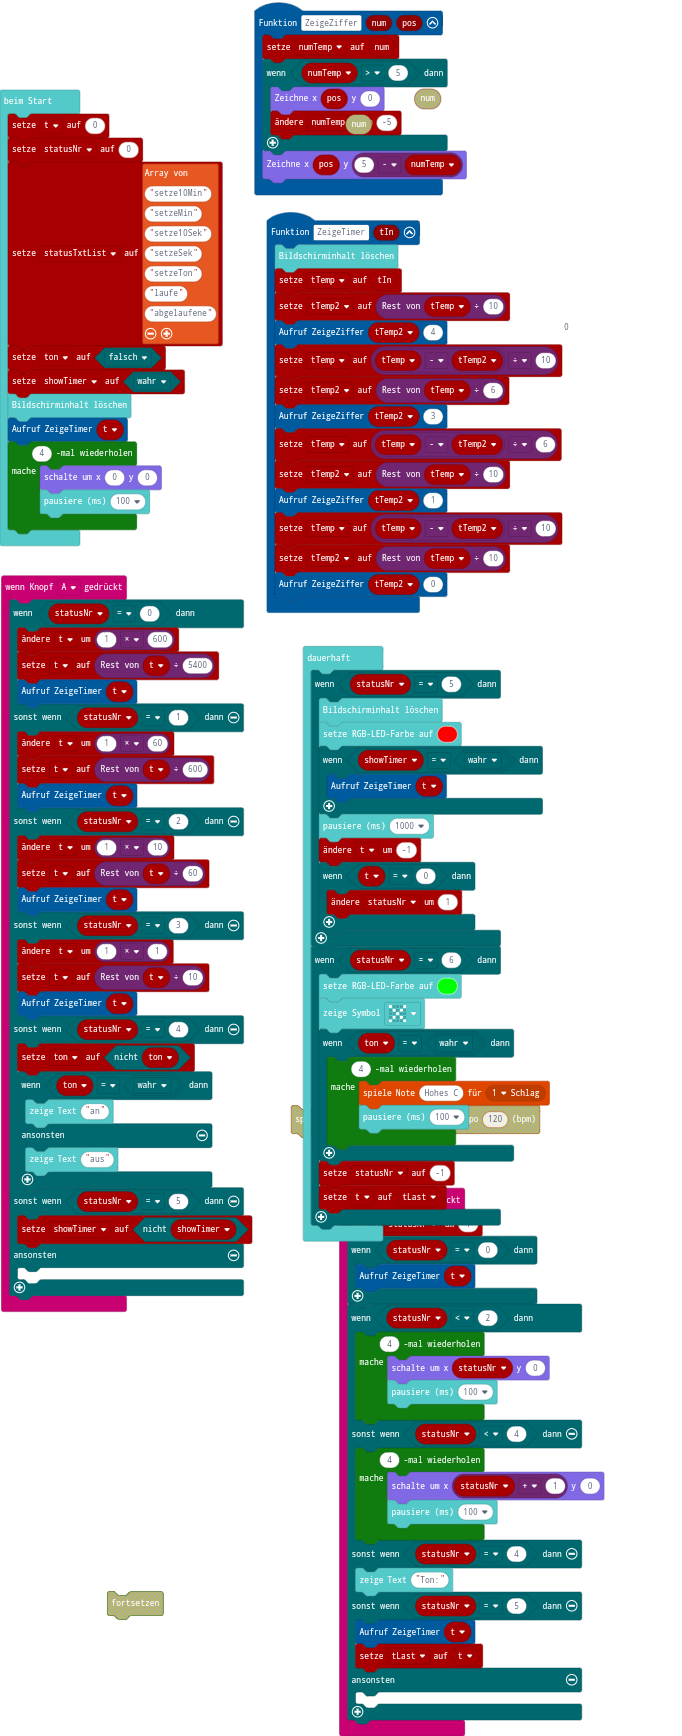 Funktion ZeigeZiffer num pos
setze numTemp auf num
wenn numTemp > 5 dann
Zeichne x pos y 0
num
ändere numTemp
num
-5
Zeichne x pos y 5 - numTemp
beim Start
setze t auf 0
setze statusNr auf 0
setze statusTxtList auf
Array von
"setze10Min"
"setzeMin"
"setze10Sek"
"setzeSek"
"setzeTon"
"laufe"
"abgelaufene"
setze ton auf falsch
setze showTimer auf wahr
Bildschirminhalt löschen
Aufruf ZeigeTimer t
4 -mal wiederholen
mache
schalte um x 0 y 0
pausiere (ms) 100
Funktion ZeigeTimer tIn
Bildschirminhalt löschen
setze tTemp auf tIn
setze tTemp2 auf Rest von tTemp ÷ 10
0
Aufruf ZeigeZiffer tTemp2 4
setze tTemp auf tTemp - tTemp2 ÷ 10
setze tTemp2 auf Rest von tTemp ÷ 6
Aufruf ZeigeZiffer tTemp2 3
setze tTemp auf tTemp - tTemp2 ÷ 6
setze tTemp2 auf Rest von tTemp ÷ 10
Aufruf ZeigeZiffer tTemp2 1
setze tTemp auf tTemp - tTemp2 ÷ 10
setze tTemp2 auf Rest von tTemp ÷ 10
Aufruf ZeigeZiffer tTemp2 0
wenn Knopf A gedrückt
wenn statusNr = 0 dann
ändere t um 1 × 600
setze t auf Rest von t ÷ 5400
Aufruf ZeigeTimer t
sonst wenn statusNr = 1 dann
ändere t um 1 × 60
setze t auf Rest von t ÷ 600
Aufruf ZeigeTimer t
sonst wenn statusNr = 2 dann
ändere t um 1 × 10
setze t auf Rest von t ÷ 60
Aufruf ZeigeTimer t
sonst wenn statusNr = 3 dann
ändere t um 1 × 1
setze t auf Rest von t ÷ 10
Aufruf ZeigeTimer t
sonst wenn statusNr = 4 dann
setze ton auf nicht ton
wenn ton = wahr dann
zeige Text "an"
ansonsten
zeige Text "aus"
sonst wenn statusNr = 5 dann
setze showTimer auf nicht showTimer
ansonsten
dauerhaft
wenn statusNr = 5 dann
Bildschirminhalt löschen
setze RGB-LED-Farbe auf
wenn showTimer = wahr dann
Aufruf ZeigeTimer t
pausiere (ms) 1000
ändere t um -1
wenn t = 0 dann
ändere statusNr um 1
wenn statusNr = 6 dann
setze RGB-LED-Farbe auf
zeige Symbol
wenn ton = wahr dann
4 -mal wiederholen
mache
spiele Note Hohes C für 1 Schlag
pausiere (ms) 100
sp
po 120 (bpm)
setze statusNr auf -1
setze t auf tLast
ckt
wenn statusNr = 0 dann
Aufruf ZeigeTimer t
wenn statusNr < 2 dann
4 -mal wiederholen
mache
schalte um x statusNr y 0
pausiere (ms) 100
sonst wenn statusNr < 4 dann
4 -mal wiederholen
mache
schalte um x statusNr + 1 y 0
pausiere (ms) 100
sonst wenn statusNr = 4 dann
zeige Text "Ton:"
sonst wenn statusNr = 5 dann
Aufruf ZeigeTimer t
setze tLast auf t
ansonsten
fortsetzen